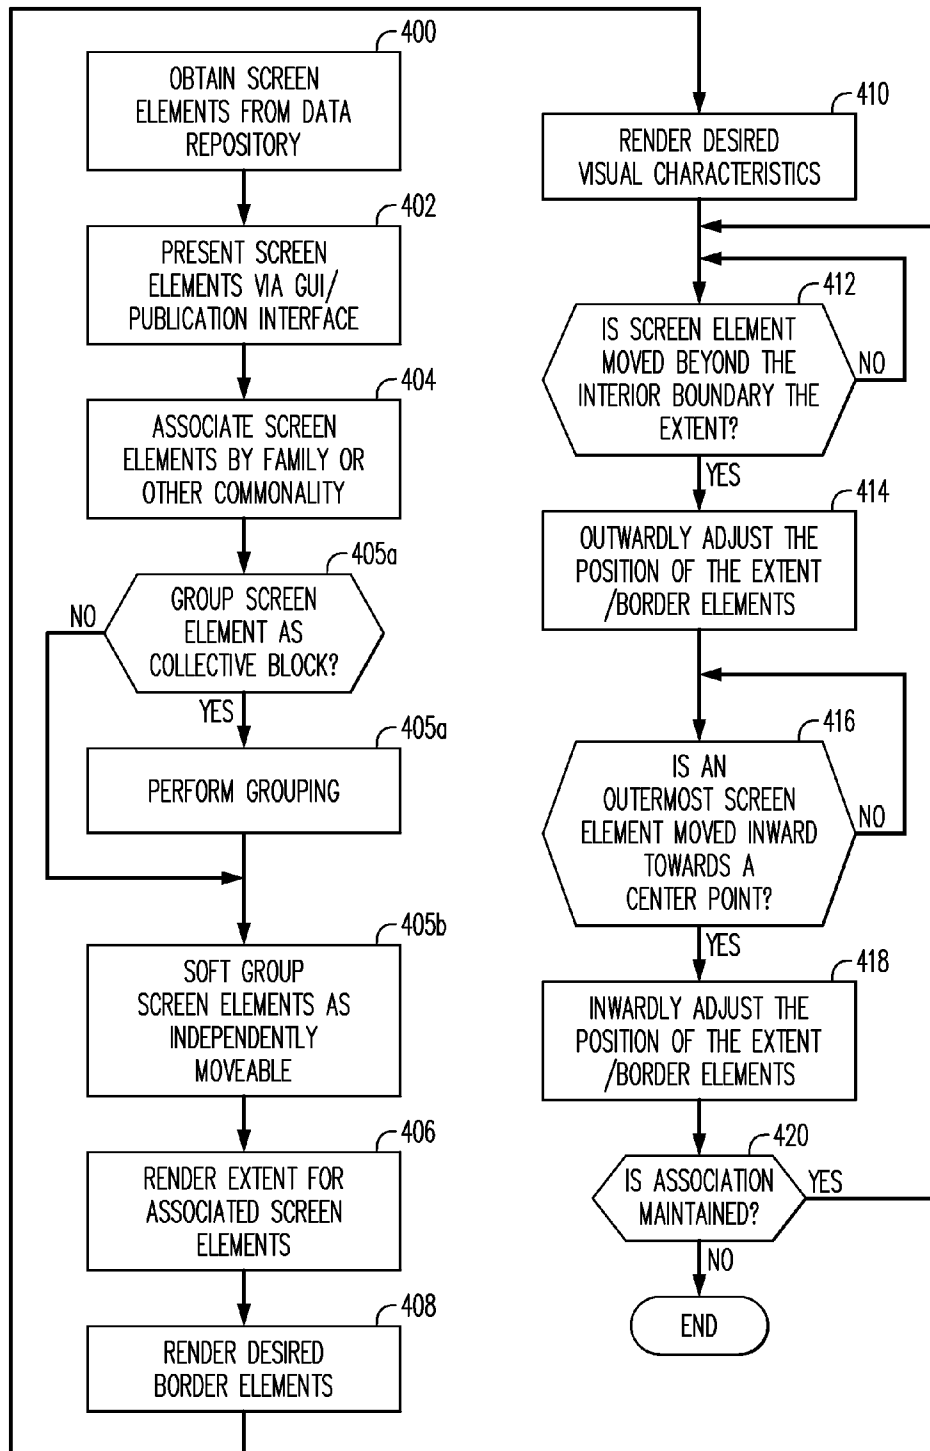 400
OBTAIN SCREEN
ELEMENTS FROM DATA
REPOSITORY
402
PRESENT SCREEN
ELEMENTS VIA GUI/
PUBLICATION INTERFACE
404
ASSOCIATE SCREEN
ELEMENTS BY FAMILY OR
OTHER COMMONALITY
405a
GROUP SCREEN
ELEMENT AS
COLLECTIVE BLOCK?
NO
YES
405a
PERFORM GROUPING
405b
SOFT GROUP
SCREEN ELEMENTS AS
INDEPENDENTLY
MOVEABLE
406
RENDER EXTENT FOR
ASSOCIATED SCREEN
ELEMENTS
408
RENDER DESIRED
BORDER ELEMENTS
410
RENDER DESIRED
VISUAL CHARACTERISTICS
412
IS SCREEN ELEMENT
MOVED BEYOND THE
INTERIOR BOUNDARY THE
EXTENT?
NO
YES
414
OUTWARDLY ADJUST THE
POSITION OF THE EXTENT
/BORDER ELEMENTS
416
IS AN
OUTERMOST SCREEN
ELEMENT MOVED INWARD
TOWARDS A
CENTER POINT?
NO
YES
418
INWARDLY ADJUST THE
POSITION OF THE EXTENT
/BORDER ELEMENTS
420
IS ASSOCIATION
MAINTAINED?
YES
NO
END